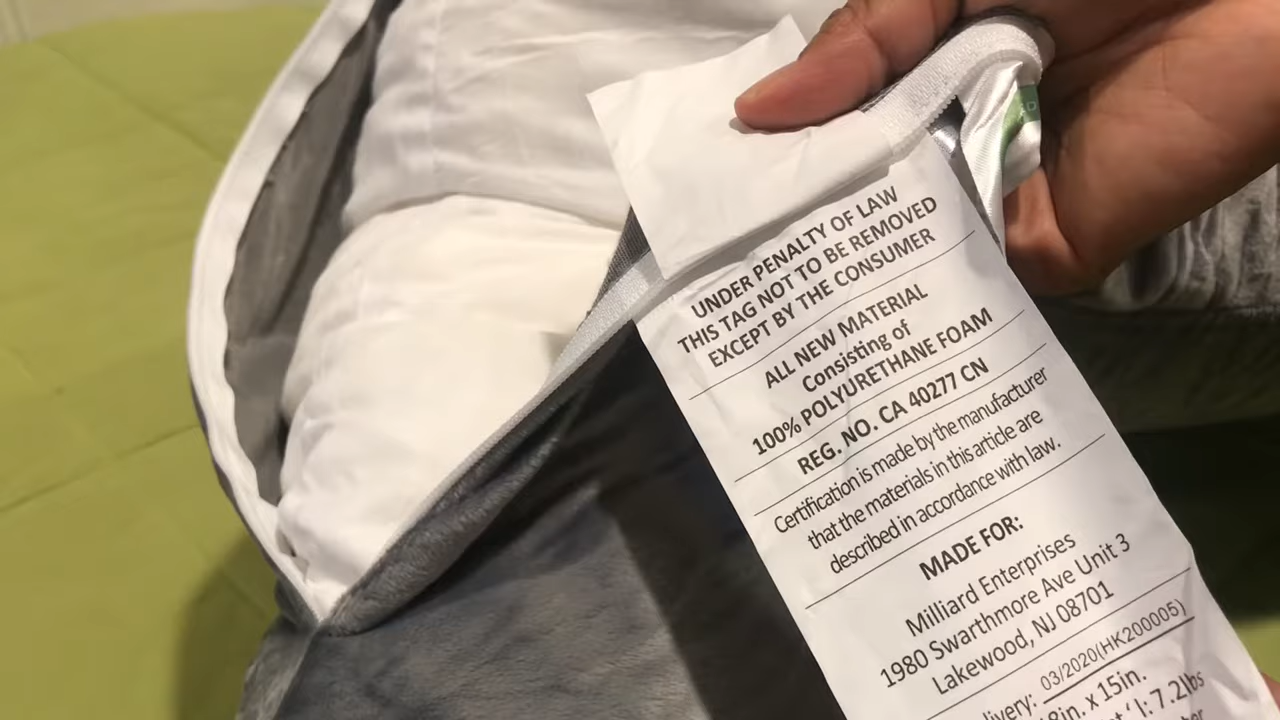 UNDER PENALTY OF LAW
THIS TAG NOT TO BE REMOVED
EXCEPT BY THE CONSUMER
ALL NEW MATERIAL
Consisting of
100% POLYURETHANE FOAM
REG. NO. CA 40277 CN
Certification is made by the manufacturer
that the materials in this article are
described in accordance with law.
MADE FOR:
Milliard Enterprises
1980 Swarthmore Ave Unit 3
Lakewood, NJ 08701
03/2020(HK200005)
x 15in.
7.2lbs